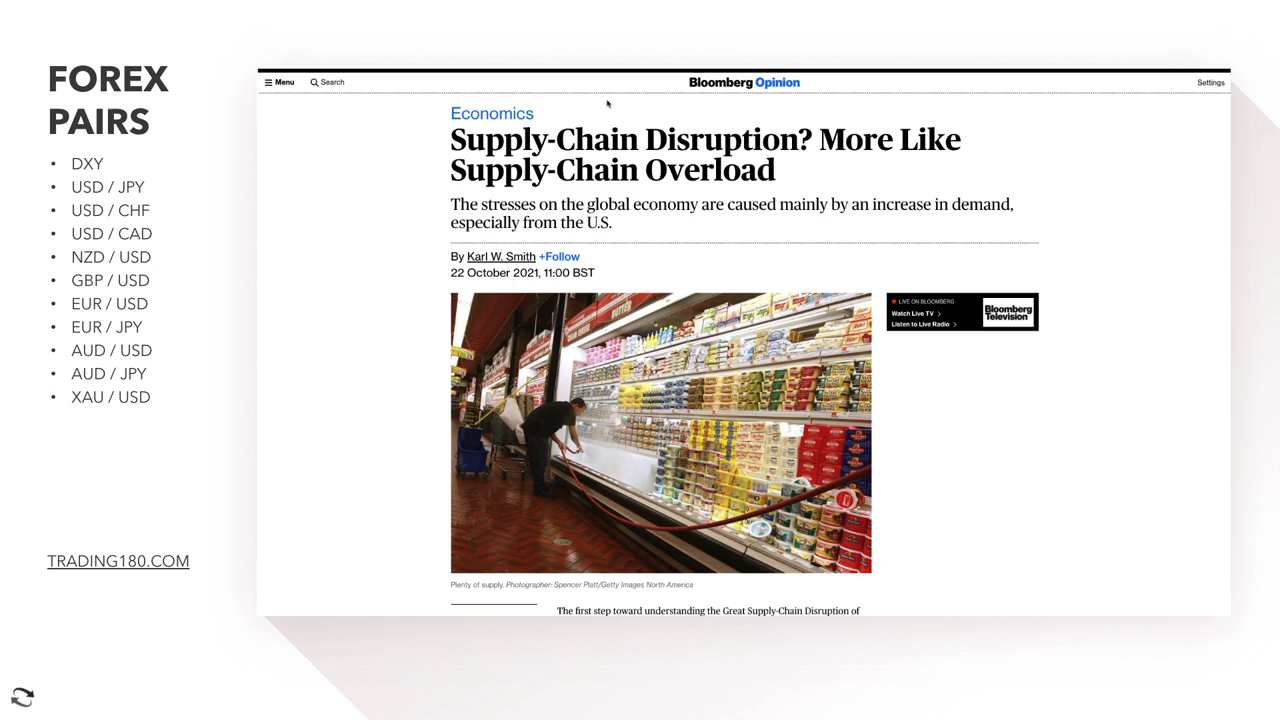 FOREX
PAIRS
• DXY
• USD / JPY
• USD / CHF
• USD / CAD
• NZD / USD
• GBP / USD
• EUR / USD
• EUR / JPY
• AUD / USD
• AUD / JPY
• XAU / USD
TRADING180.COM
Menu Search Bloomberg Opinion Settings
Economics
Supply-Chain Disruption? More Like
Supply-Chain Overload
The stresses on the global economy are caused mainly by an increase in demand,
especially from the U.S.
By Karl W. Smith +Follow
22 October 2021, 11:00 BST
BUTTER
LIVE ON BLOOMBERG
Watch Live TV >
Listen to Live Radio >
Bloomberg
Television
Plenty of supply. Photographer: Spencer Platt/Getty Images North America
The first step toward understanding the Great Supply-Chain Disruption of